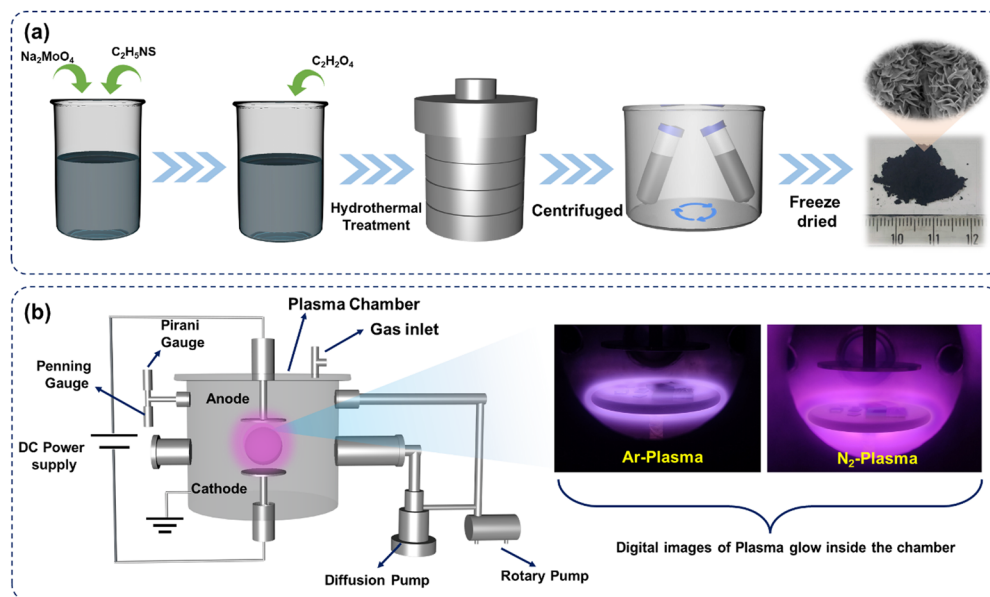 (a)
Na₂MoO₄
C₂H₅NS
C₂H₂O₄
Hydrothermal
Treatment
Centrifuged
Freeze
dried
10 11 12
(b)
Plasma Chamber
Gas inlet
Pirani
Gauge
Penning
Gauge
Anode
DC Power
supply
Cathode
Diffusion Pump
Rotary Pump
Ar-Plasma
N₂-Plasma
Digital images of Plasma glow inside the chamber